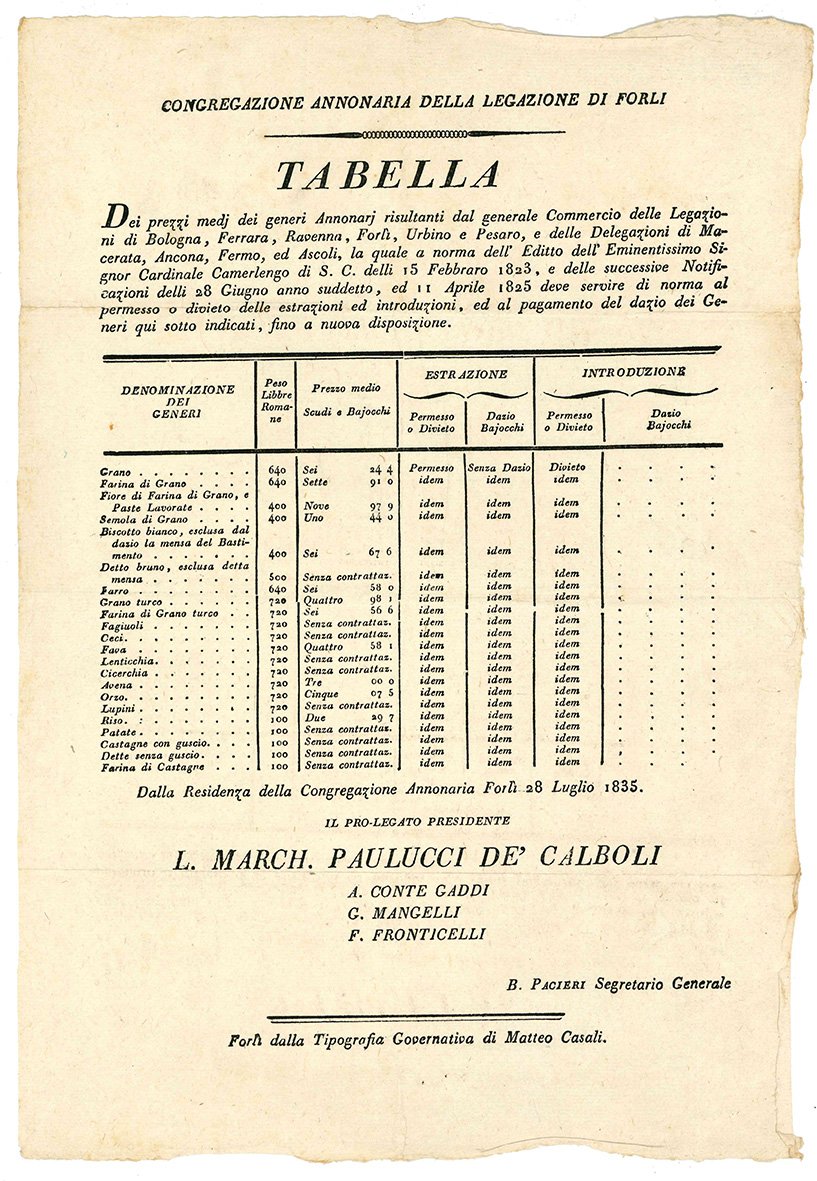 CONGREGAZIONE ANNONARIA DELLA LEGAZIONE DI FORLI
TABELLA
Dei prezzi medj dei generi Annonarj risultanti dal generale Commercio delle Legazio-
ni di Bologna, Ferrara, Ravenna, Forlì, Urbino e Pesaro, e delle Delegazioni di Ma-
cerata, Ancona, Fermo, ed Ascoli, la quale a norma dell' Editto dell' Eminentissimo Si-
gnor Cardinale Camerlengo di S. C. delli 15 Febbraro 1823, e delle successive Notifi-
cazioni delli 28 Giugno anno suddetto, ed 11 Aprile 1825 deve servire di norma al
permesso o divieto delle estrazioni ed introduzioni, ed al pagamento del dazio dei Ge-
neri qui sotto indicati, fino a nuova disposizione.
DENOMINAZIONE DEI GENERI | Peso Libbre Romane | Prezzo medio Scudi e Bajocchi | ESTRAZIONE Permesso o Divieto | Dazio Bajocchi | INTRODUZIONE Permesso o Divieto | Dazio Bajocchi
Grano . . . . . . . . 640 Sei 24 4 Permesso Senza Dazio Divieto . . . .
Farina di Grano . . . . 640 Sette 91 0 idem idem idem . . . .
Fiore di Farina di Grano, e
Paste Lavorate . . . . 400 Nove 97 9 idem idem idem . . . .
Semola di Grano . . . . 400 Uno 44 0 idem idem idem . . . .
Biscotto bianco, esclusa dal
dazio la mensa del Basti-
mento . . . . . . . 400 Sei 67 6 idem idem idem . . . .
Detto bruno, esclusa detta
mensa . . . . . . . 500 Senza contrattaz. idem idem idem . . . .
Farro . . . . . . . . 640 Sei 58 0 idem idem idem . . . .
Grano turco . . . . . . 720 Quattro 98 1 idem idem idem . . . .
Farina di Grano turco . . 720 Sei 56 6 idem idem idem . . . .
Fagiuoli . . . . . . . 720 Senza contrattaz. idem idem idem . . . .
Ceci. . . . . . . . . 720 Senza contrattaz. idem idem idem . . . .
Fava . . . . . . . . 720 Quattro 58 1 idem idem idem . . . .
Lenticchia. . . . . . . 720 Senza contrattaz. idem idem idem . . . .
Cicerchia . . . . . . . 720 Senza contrattaz. idem idem idem . . . .
Avena . . . . . . . . 720 Tre 00 0 idem idem idem . . . .
Orzo. . . . . . . . . 720 Cinque 07 5 idem idem idem . . . .
Lupini . . . . . . . . 720 Senza contrattaz. idem idem idem . . . .
Riso. : . . . . . . . 100 Due 29 7 idem idem idem . . . .
Patate . . . . . . . . 100 Senza contrattaz. idem idem idem . . . .
Castagne con guscio. . . . 100 Senza contrattaz. idem idem idem . . . .
Dette senza guscio. . . . 100 Senza contrattaz. idem idem idem . . . .
Farina di Castagne . . . 100 Senza contrattaz. idem idem idem . . . .
Dalla Residenza della Congregazione Annonaria Forlì 28 Luglio 1835.
IL PRO-LEGATO PRESIDENTE
L. MARCH. PAULUCCI DE' CALBOLI
A. CONTE GADDI
G. MANGELLI
F. FRONTICELLI
B. PACIERI Segretario Generale
Forlì dalla Tipografia Governativa di Matteo Casali.